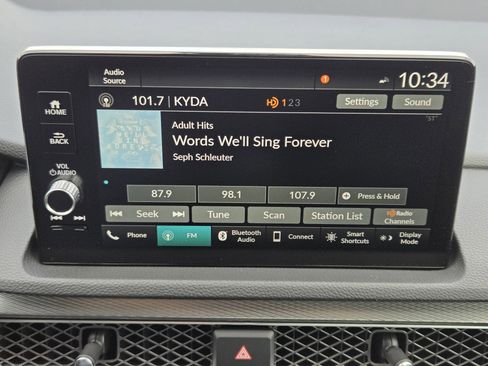 Audio Source
10:34
HOME
BACK
VOL
AUDIO
101.7 | KYDA
HD 1 2 3
Settings
Sound
Adult Hits
Words We'll Sing Forever
Seph Schleuter
87.9
98.1
107.9
Press & Hold
Seek
Tune
Scan
Station List
HD Radio Channels
Phone
FM
Bluetooth Audio
Connect
Smart Shortcuts
Display Mode